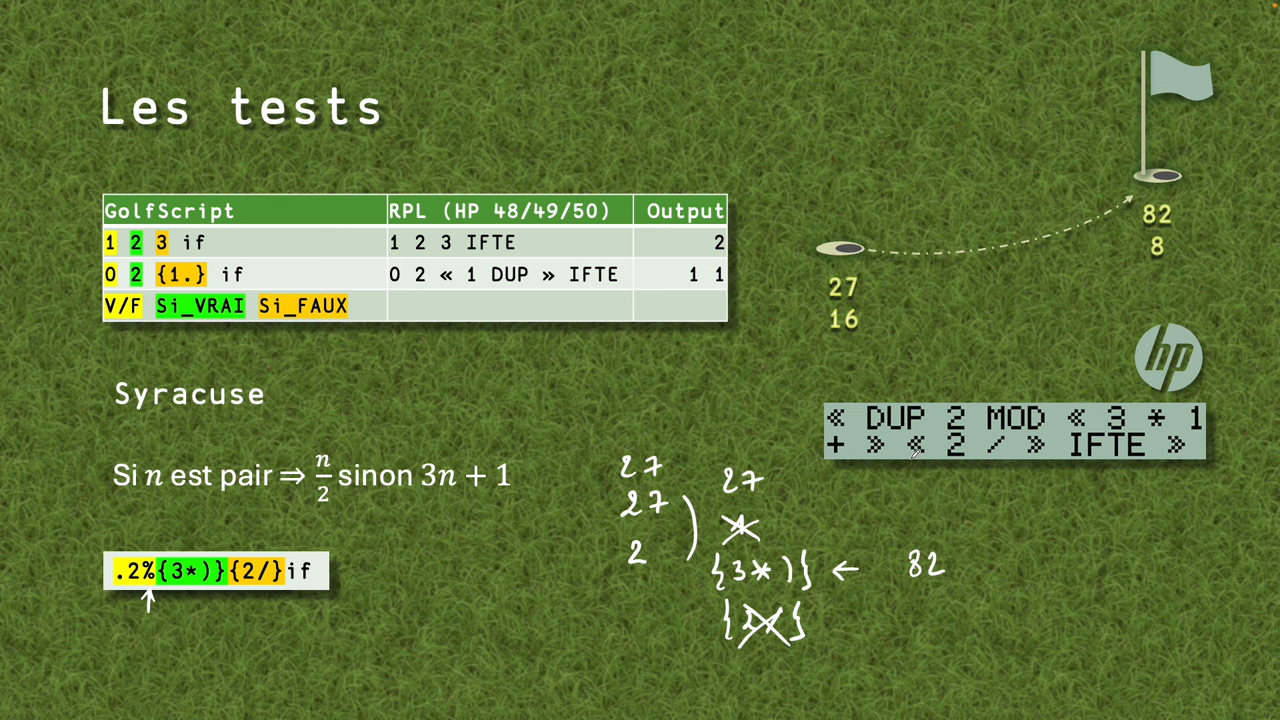 Les tests
GolfScript RPL (HP 48/49/50) Output
1 2 3 if 1 2 3 IFTE 2
0 2 {1.} if 0 2 « 1 DUP » IFTE 1 1
V/F Si_VRAI Si_FAUX
82
8
27
16
hp
« DUP 2 MOD « 3 * 1
+ » « 2 / » IFTE »
Syracuse
Si n est pair ⇒ n/2 sinon 3n + 1
.2%{3*)}{2/}if
27
27
2
27
{3*)} ← 82